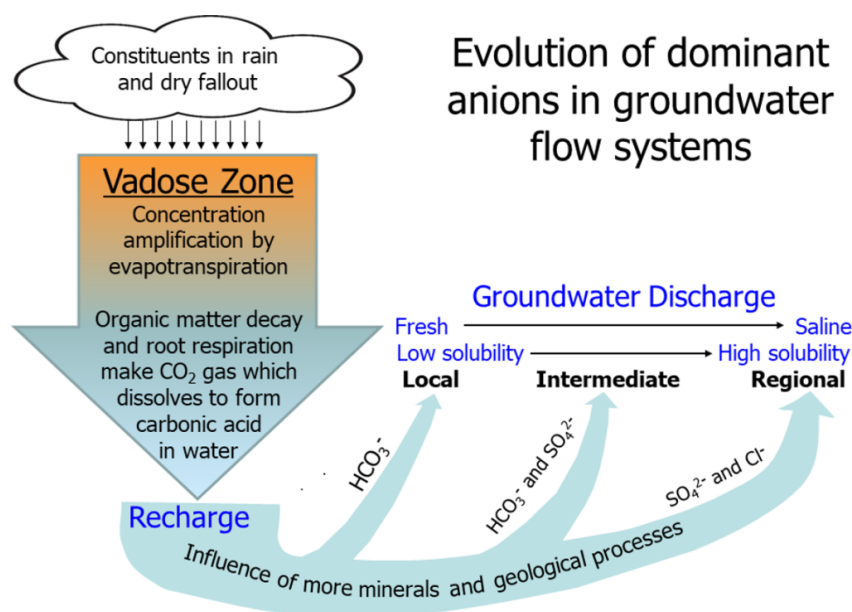 Constituents in rain
and dry fallout
Evolution of dominant
anions in groundwater
flow systems
Vadose Zone
Concentration
amplification by
evapotranspiration
Organic matter decay
and root respiration
make CO₂ gas which
dissolves to form
carbonic acid
in water
Groundwater Discharge
Fresh Saline
Low solubility High solubility
Local Intermediate Regional
HCO₃⁻
HCO₃⁻ and SO₄²⁻
SO₄²⁻ and Cl⁻
Recharge
Influence of more minerals and geological processes